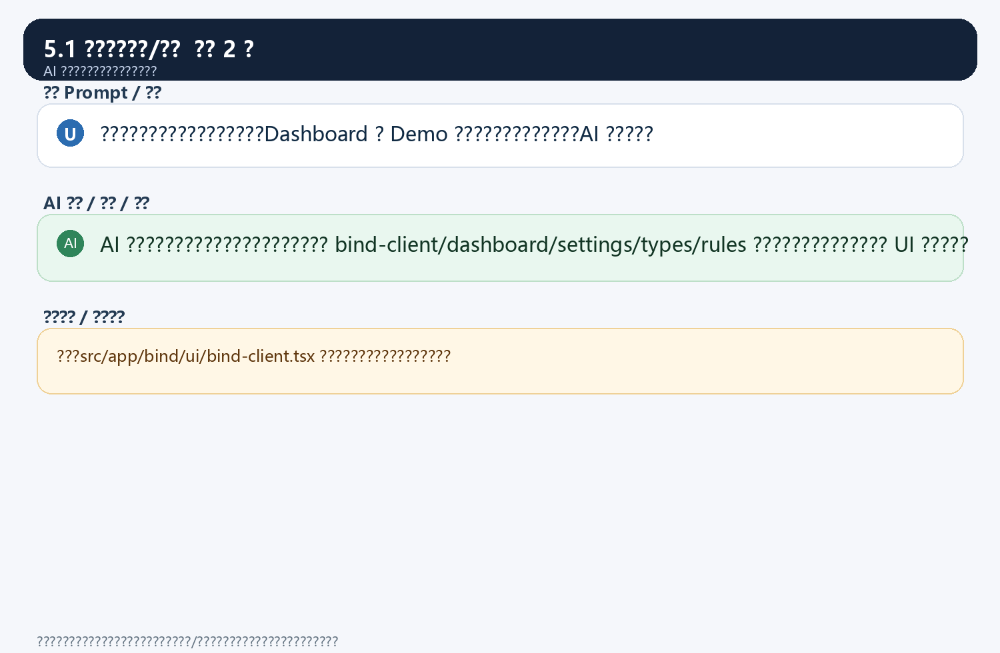 5.1 ??????/??  ?? 2 ?
AI ???????????????
?? Prompt / ??
U ?????????????????Dashboard ? Demo ?????????????AI ?????
AI ?? / ?? / ??
AI AI ????????????????????? bind-client/dashboard/settings/types/rules ?????????????? UI ?????
???? / ????
???src/app/bind/ui/bind-client.tsx ?????????????????
????????????????????????/??????????????????????